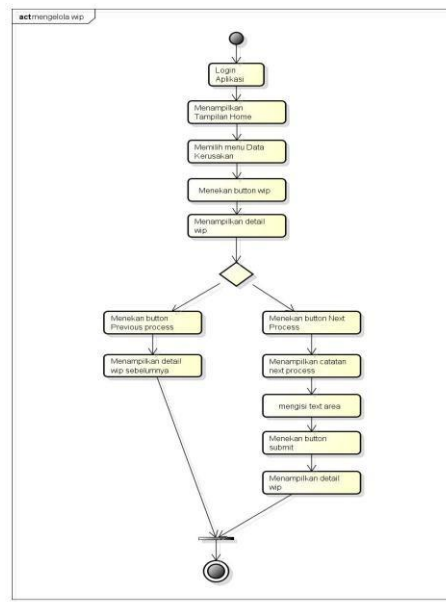 act mengelola wip
Login
Aplikasi
Menampilkan
Tampilan Home
Memilih menu Data
Kerusakan
Menekan button wip
Menampilkan detail
wip
Menekan button
Previous process
Menekan button Next
Process
Menampilkan detail
wip sebelumnya
Menampilkan catatan
next process
mengisi text area
Menekan button
submit
Menampilkan detail
wip